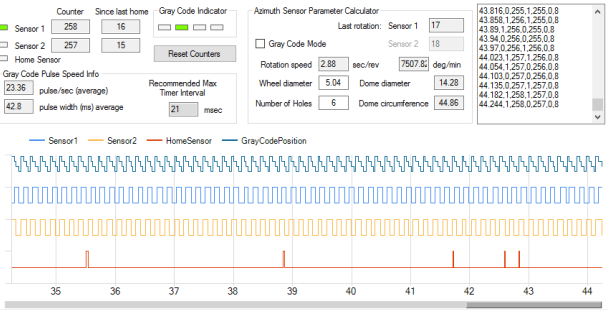 Counter Since last home Gray Code Indicator Azimuth Sensor Parameter Calculator
Sensor 1 258 16
Sensor 2 257 15
Home Sensor
Reset Counters
Last rotation: Sensor 1 17
Gray Code Mode Sensor 2 18
Rotation speed 2.88 sec/rev 7507.82 deg/min
Wheel diameter 5.04 Dome diameter 14.28
Number of Holes 6 Dome circumference 44.86
Gray Code Pulse Speed Info
23.36 pulse/sec (average)
42.8 pulse width (ms) average
Recommended Max
Timer Interval
21 msec
43.816,0,255,1,255,0,8
43.858,1,256,1,255,0,8
43.89,1,256,0,255,0,8
43.94,0,256,0,255,0,8
43.97,0,256,1,256,0,8
44.023,1,257,1,256,0,8
44.054,1,257,0,256,0,8
44.103,0,257,0,256,0,8
44.135,0,257,1,257,0,8
44.182,1,258,1,257,0,8
44.244,1,258,0,257,0,8
Sensor1 Sensor2 HomeSensor GrayCodePosition
35 36 37 38 39 40 41 42 43 44